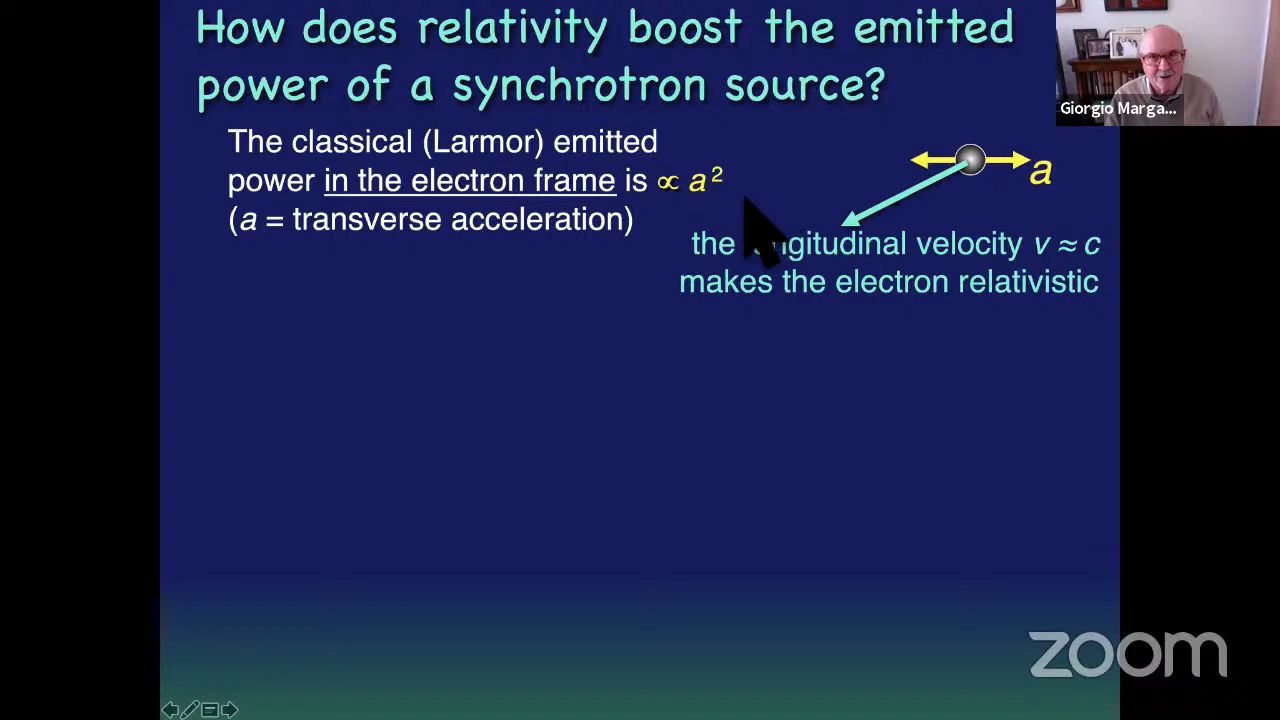 How does relativity boost the emitted
power of a synchrotron source?
Giorgio Marga...
The classical (Larmor) emitted
power in the electron frame is ∝ a²
(a = transverse acceleration)
a
the longitudinal velocity v ≈ c
makes the electron relativistic
zoom